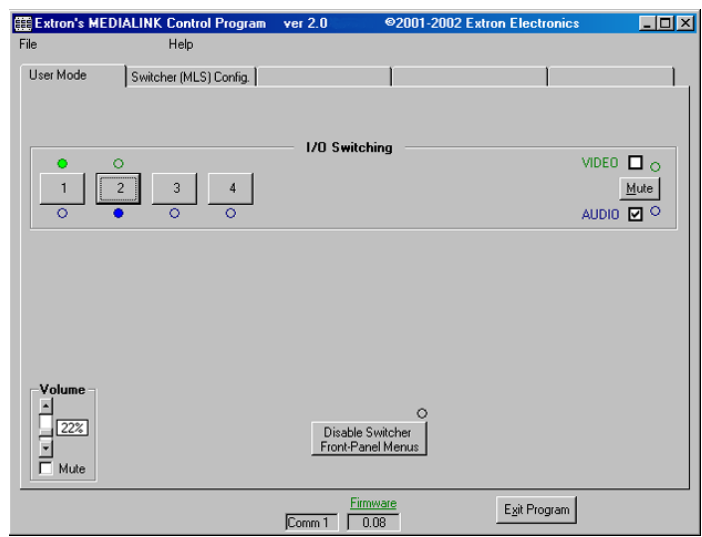 Extron's MEDIALINK Control Program ver 2.0 ©2001-2002 Extron Electronics
File Help
User Mode Switcher (MLS) Config.
I/O Switching
VIDEO
1 2 3 4 Mute
AUDIO
Volume
22%
Mute
Disable Switcher
Front-Panel Menus
Firmware
Comm 1 0.08 Exit Program